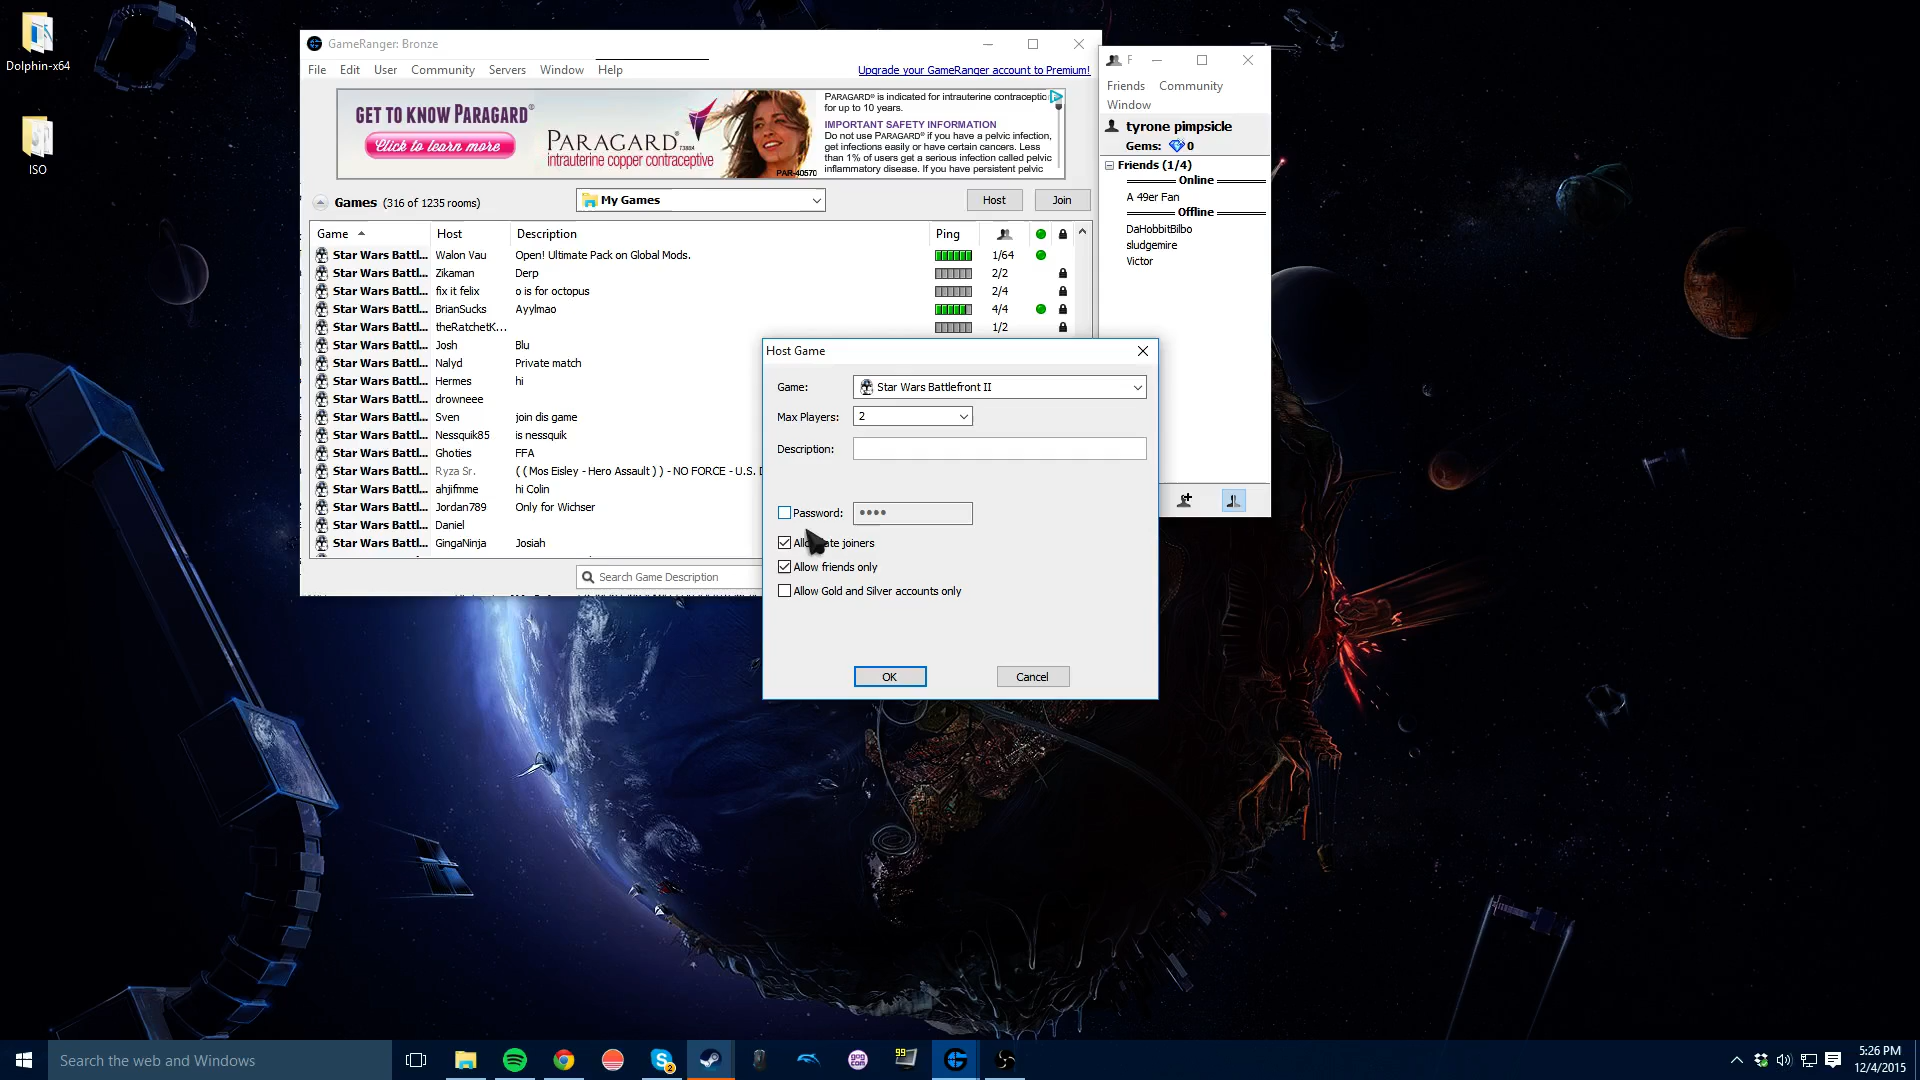 Dolphin-x64
ISO
GameRanger: Bronze
File Edit User Community Servers Window Help
Upgrade your GameRanger account to Premium!
GET TO KNOW PARAGARD®
Click to learn more
PARAGARD®
intrauterine copper contraceptive
PARAGARD® is indicated for intrauterine contraceptic
for up to 10 years.
IMPORTANT SAFETY INFORMATION
Do not use PARAGARD® if you have a pelvic infection,
get infections easily or have certain cancers. Less
than 1% of users get a serious infection called pelvic
inflammatory disease. If you have persistent pelvic
PAR-40570
Games (316 of 1235 rooms)
My Games
Host
Join
Game Host Description Ping
Star Wars Battl... Walon Vau Open! Ultimate Pack on Global Mods. 1/64
Star Wars Battl... Zikaman Derp 2/2
Star Wars Battl... fix it felix o is for octopus 2/4
Star Wars Battl... BrianSucks Ayylmao 4/4
Star Wars Battl... theRatchetK... 1/2
Star Wars Battl... Josh Blu
Star Wars Battl... Nalyd Private match
Star Wars Battl... Hermes hi
Star Wars Battl... drowneee
Star Wars Battl... Sven join dis game
Star Wars Battl... Nessquik85 is nessquik
Star Wars Battl... Ghoties FFA
Star Wars Battl... Ryza Sr. ( ( Mos Eisley - Hero Assault ) ) - NO FORCE - U.S.
Star Wars Battl... ahjifmme hi Colin
Star Wars Battl... Jordan789 Only for Wichser
Star Wars Battl... Daniel
Star Wars Battl... GingaNinja Josiah
Search Game Description
F
Friends Community
Window
tyrone pimpsicle
Gems: 0
Friends (1/4)
Online
A 49er Fan
Offline
DaHobbitBilbo
sludgemire
Victor
Host Game
Game: Star Wars Battlefront II
Max Players: 2
Description:
Password: ●●●●
joiners
Allow friends only
Allow Gold and Silver accounts only
OK
Cancel
Search the web and Windows
2
gog
com
99
5:26 PM
12/4/2015